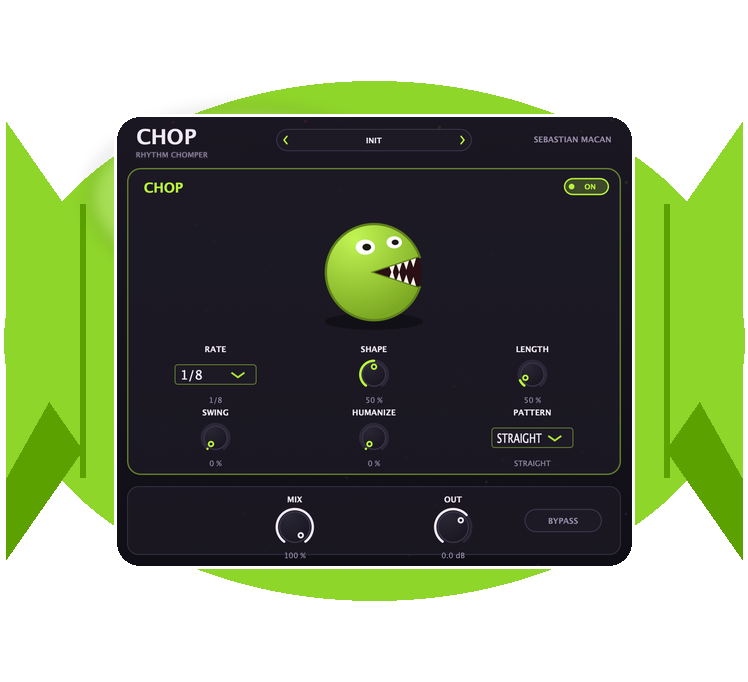 CHOP
RHYTHM CHOMPER
INIT
SEBASTIAN MACAN
CHOP
ON
RATE
SHAPE
LENGTH
1/8
1/8
50 %
50 %
SWING
HUMANIZE
PATTERN
STRAIGHT
0 %
0 %
STRAIGHT
MIX
OUT
BYPASS
100 %
0.0 dB